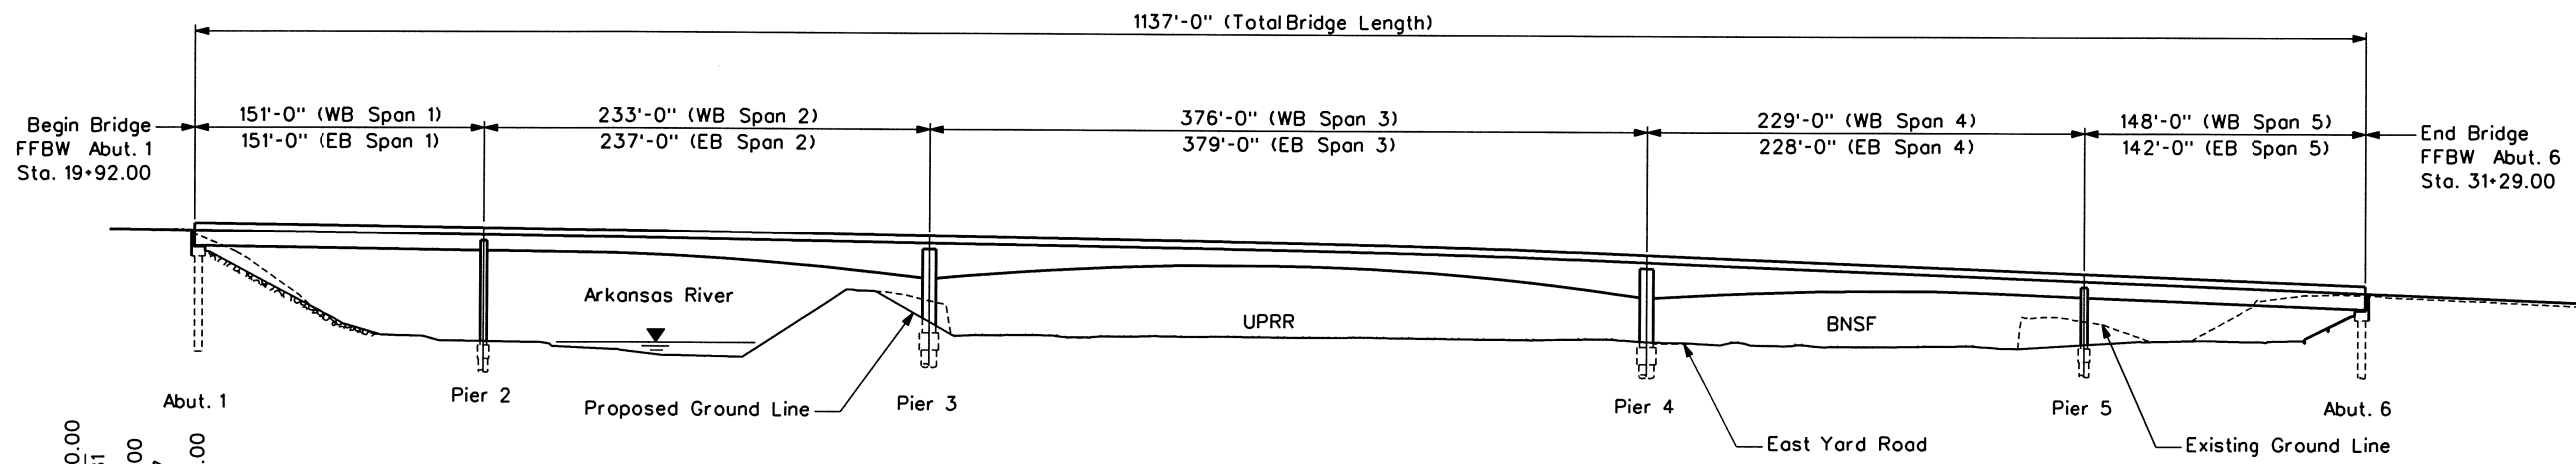 1137'-0" (Total Bridge Length)
Begin Bridge
FFBW Abut. 1
Sta. 19+92.00
151'-0" (WB Span 1)
151'-0" (EB Span 1)
233'-0" (WB Span 2)
237'-0" (EB Span 2)
376'-0" (WB Span 3)
379'-0" (EB Span 3)
229'-0" (WB Span 4)
228'-0" (EB Span 4)
148'-0" (WB Span 5)
142'-0" (EB Span 5)
End Bridge
FFBW Abut. 6
Sta. 31+29.00
Arkansas River
UPRR
BNSF
Abut. 1
Pier 2
Proposed Ground Line
Pier 3
Pier 4
East Yard Road
Pier 5
Existing Ground Line
Abut. 6
0.00
.00